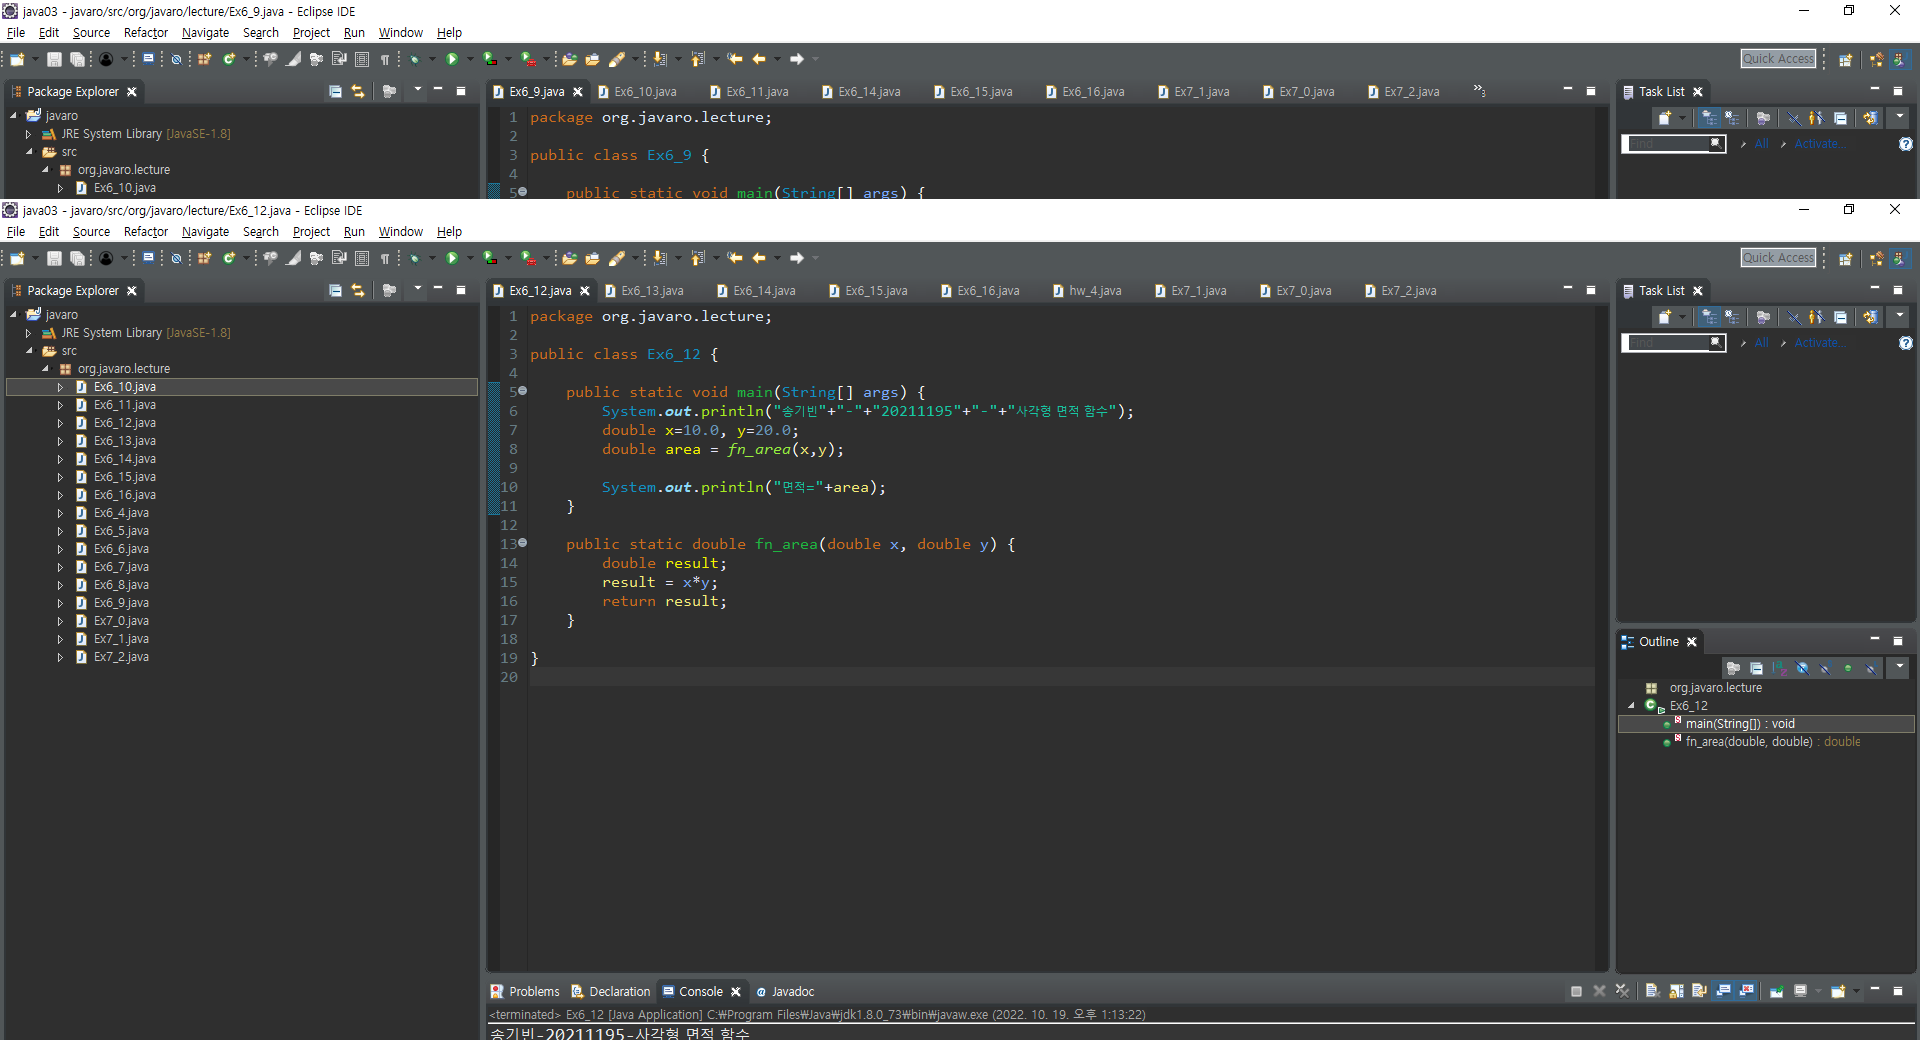 java03 - javaro/src/org/javaro/lecture/Ex6_9.java - Eclipse IDE
File Edit Source Refactor Navigate Search Project Run Window Help
Quick Access
Package Explorer
javaro
JRE System Library [JavaSE-1.8]
src
org.javaro.lecture
Ex6_10.java
Ex6_9.java Ex6_10.java Ex6_11.java Ex6_14.java Ex6_15.java Ex6_16.java Ex7_1.java Ex7_0.java Ex7_2.java »3
1 package org.javaro.lecture;
2
3 public class Ex6_9 {
4
5 public static void main(String[] args) {
Task List
Find All Activate...
java03 - javaro/src/org/javaro/lecture/Ex6_12.java - Eclipse IDE
File Edit Source Refactor Navigate Search Project Run Window Help
Quick Access
Package Explorer
javaro
JRE System Library [JavaSE-1.8]
src
org.javaro.lecture
Ex6_10.java
Ex6_11.java
Ex6_12.java
Ex6_13.java
Ex6_14.java
Ex6_15.java
Ex6_16.java
Ex6_4.java
Ex6_5.java
Ex6_6.java
Ex6_7.java
Ex6_8.java
Ex6_9.java
Ex7_0.java
Ex7_1.java
Ex7_2.java
Ex6_12.java Ex6_13.java Ex6_14.java Ex6_15.java Ex6_16.java hw_4.java Ex7_1.java Ex7_0.java Ex7_2.java
1 package org.javaro.lecture;
2
3 public class Ex6_12 {
4
5 public static void main(String[] args) {
6 System.out.println("송기빈"+"-"+"20211195"+"-"+"사각형 면적 함수");
7 double x=10.0, y=20.0;
8 double area = fn_area(x,y);
9
10 System.out.println("면적="+area);
11 }
12
13 public static double fn_area(double x, double y) {
14 double result;
15 result = x*y;
16 return result;
17 }
18
19 }
20
Task List
Find All Activate...
Outline
org.javaro.lecture
Ex6_12
main(String[]) : void
fn_area(double, double) : double
Problems Declaration Console Javadoc
<terminated> Ex6_12 [Java Application] C:₩Program Files₩Java₩jdk1.8.0_73₩bin₩javaw.exe (2022. 10. 19. 오후 1:13:22)
송기빈-20211195-사각형 면적 함수